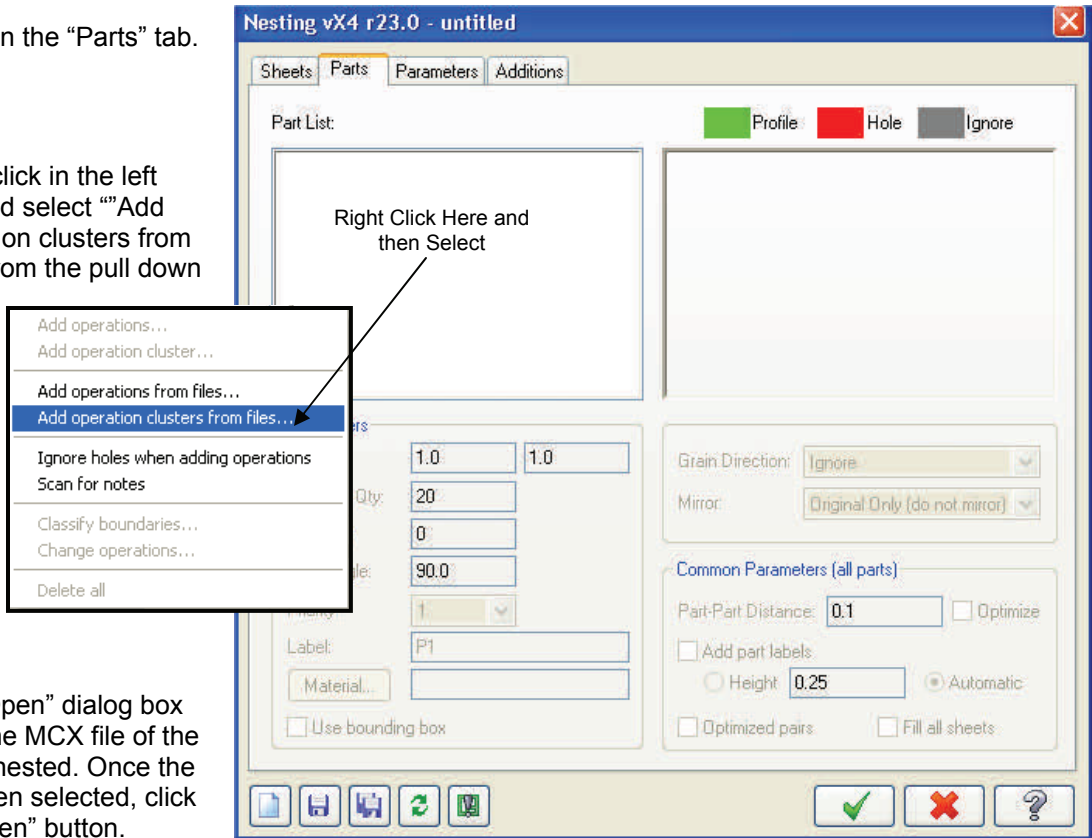 n the “Parts” tab.
lick in the left
d select “”Add
on clusters from
rom the pull down
Nesting vX4 r23.0 - untitled
Sheets Parts Parameters Additions
Part List:
Profile Hole Ignore
Right Click Here and
then Select
Add operations...
Add operation cluster...
Add operations from files...
Add operation clusters from files...
Ignore holes when adding operations
Scan for notes
Classify boundaries...
Change operations...
Delete all
ers
1.0 1.0
Qty: 20
0
le: 90.0
1
Label: P1
Material...
Use bounding box
Grain Direction: Ignore
Mirror: Original Only (do not mirror)
Common Parameters (all parts)
Part-Part Distance: 0.1 Optimize
Add part labels
Height 0.25 Automatic
Optimized pairs Fill all sheets
pen” dialog box
he MCX file of the
nested. Once the
en selected, click
en” button.